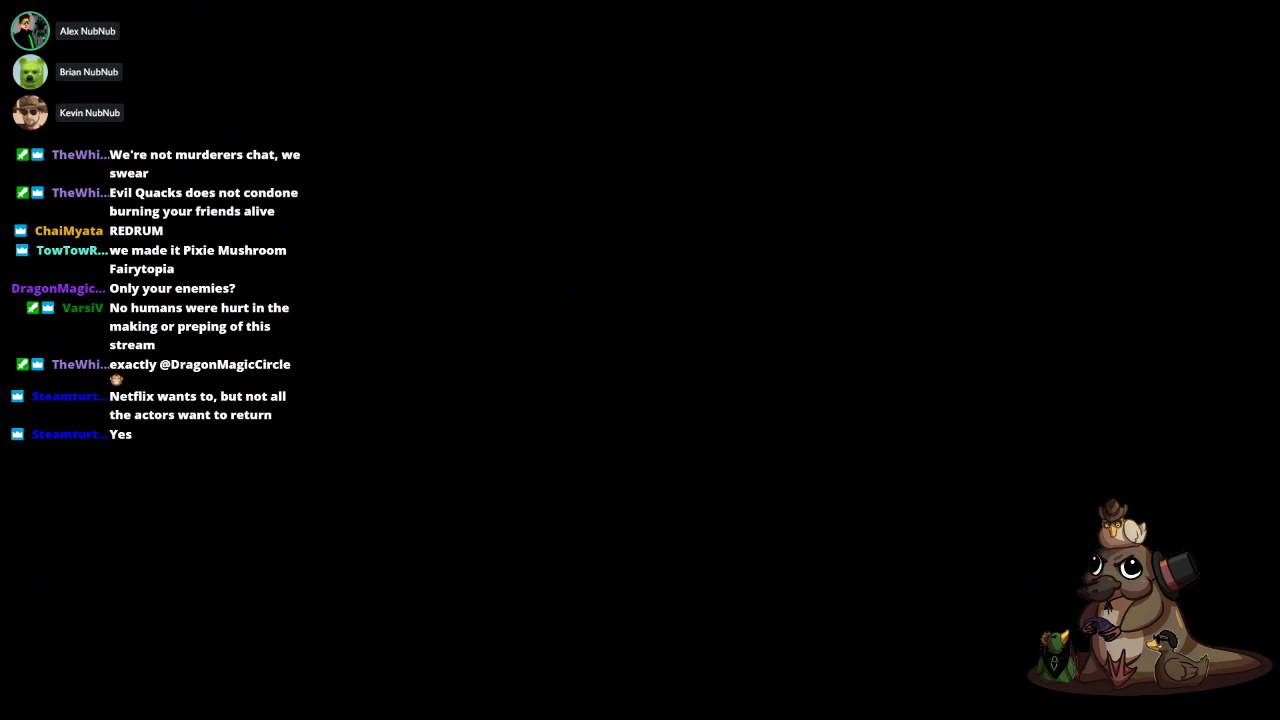 Alex NubNub
Brian NubNub
Kevin NubNub
TheWhi... We're not murderers chat, we
swear
TheWhi... Evil Quacks does not condone
burning your friends alive
ChaiMyata REDRUM
TowTowR... we made it Pixie Mushroom
Fairytopia
DragonMagic... Only your enemies?
VarsiV No humans were hurt in the
making or preping of this
stream
TheWhi... exactly @DragonMagicCircle
Steamturt... Netflix wants to, but not all
the actors want to return
Steamturt... Yes